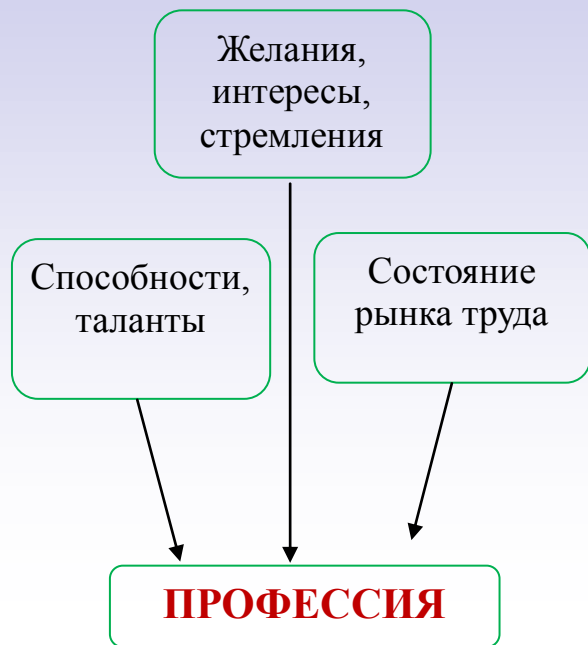 Желания,
интересы,
стремления
Способности,
таланты
Состояние
рынка труда
ПРОФЕССИЯ